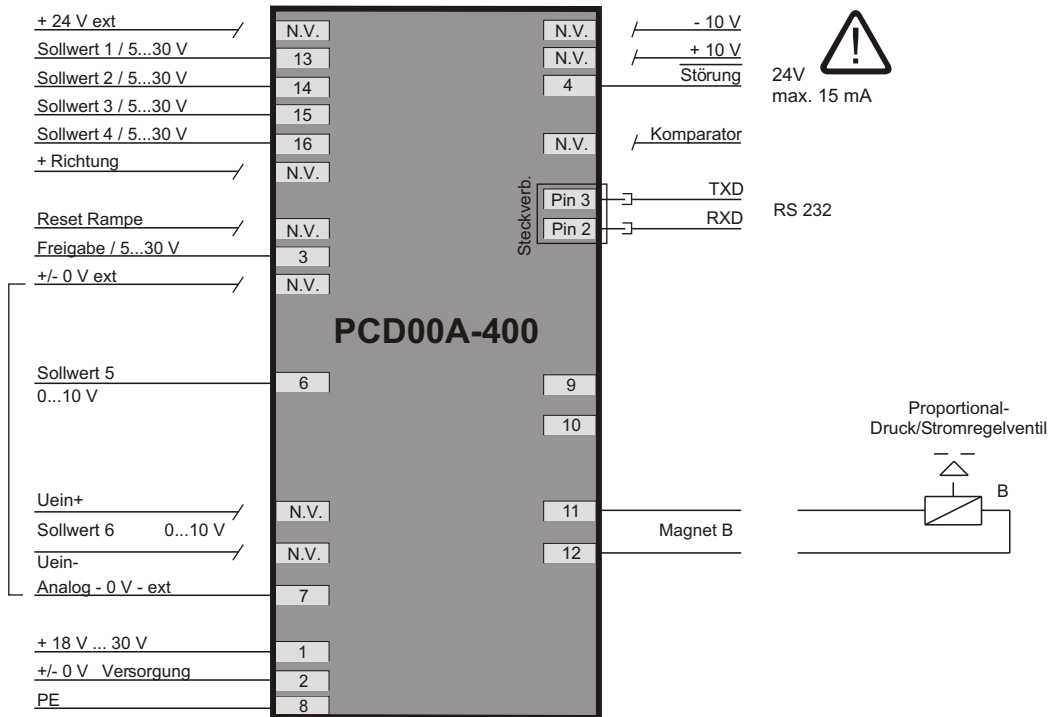 + 24 V ext
N.V.
Sollwert 1 / 5...30 V
13
Sollwert 2 / 5...30 V
14
Sollwert 3 / 5...30 V
15
Sollwert 4 / 5...30 V
16
+ Richtung
N.V.
Reset Rampe
N.V.
Freigabe / 5...30 V
3
+/- 0 V ext
N.V.
Sollwert 5
0...10 V
6
Uein+
N.V.
Sollwert 6 0...10 V
Uein-
N.V.
Analog - 0 V - ext
7
+ 18 V ... 30 V
1
+/- 0 V Versorgung
2
PE
8
PCD00A-400
N.V.
- 10 V
N.V.
+ 10 V
4
Störung
24V
max. 15 mA
!
N.V.
Komparator
Steckverb.
Pin 3
TXD
Pin 2
RXD
RS 232
9
10
11
12
Magnet B
Proportional-
Druck/Stromregelventil
B